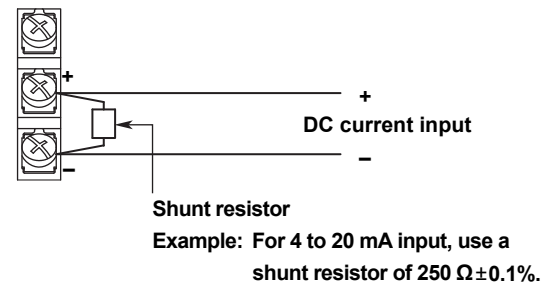 +
+
DC current input
−
−
Shunt resistor
Example: For 4 to 20 mA input, use a
shunt resistor of 250 Ω±0.1%.